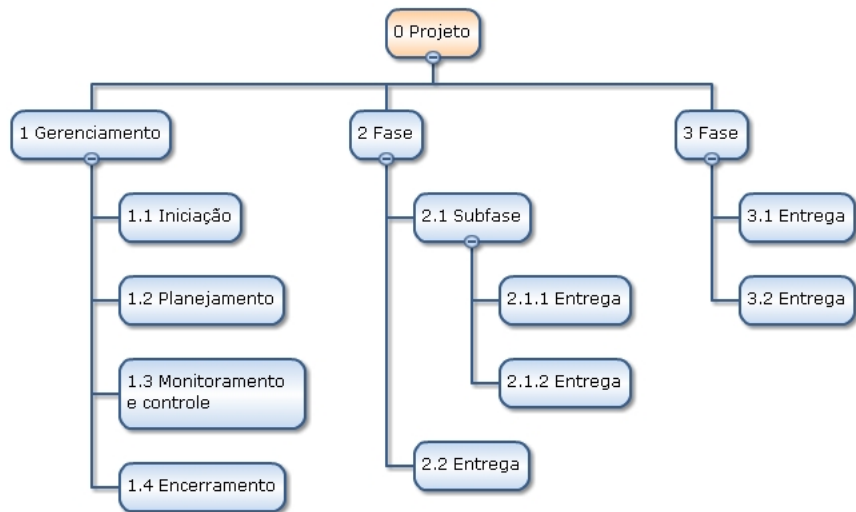 0 Projeto
1 Gerenciamento
1.1 Iniciação
1.2 Planejamento
1.3 Monitoramento
e controle
1.4 Encerramento
2 Fase
2.1 Subfase
2.1.1 Entrega
2.1.2 Entrega
2.2 Entrega
3 Fase
3.1 Entrega
3.2 Entrega